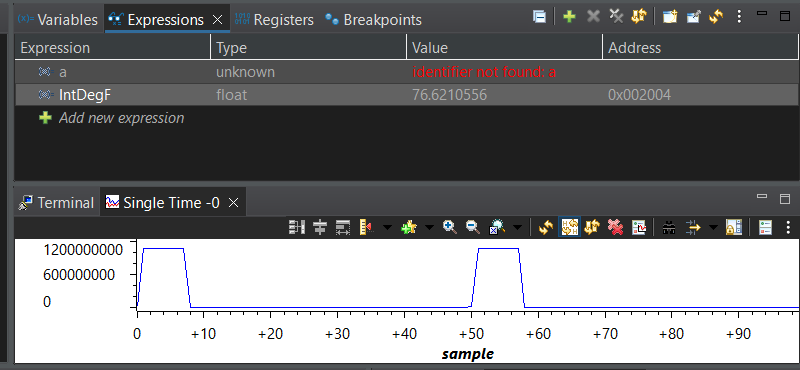 Variables Expressions Registers Breakpoints
Expression Type Value Address
a unknown identifier not found: a
IntDegF float 76.6210556 0x002004
Add new expression
Terminal Single Time -0
1200000000
600000000
0
0 +10 +20 +30 +40 +50 +60 +70 +80 +90
sample